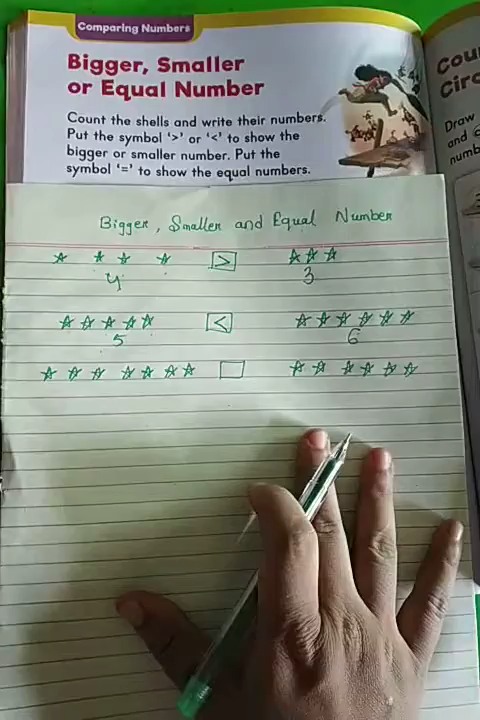 Comparing Numbers
Bigger, Smaller
or Equal Number
Count the shells and write their numbers.
Put the symbol '>' or '<' to show the
bigger or smaller number. Put the
symbol '=' to show the equal numbers.
Cou
Circ
Draw
and
numb
Bigger, Smaller and Equal Number
>
4 3
<
5 6